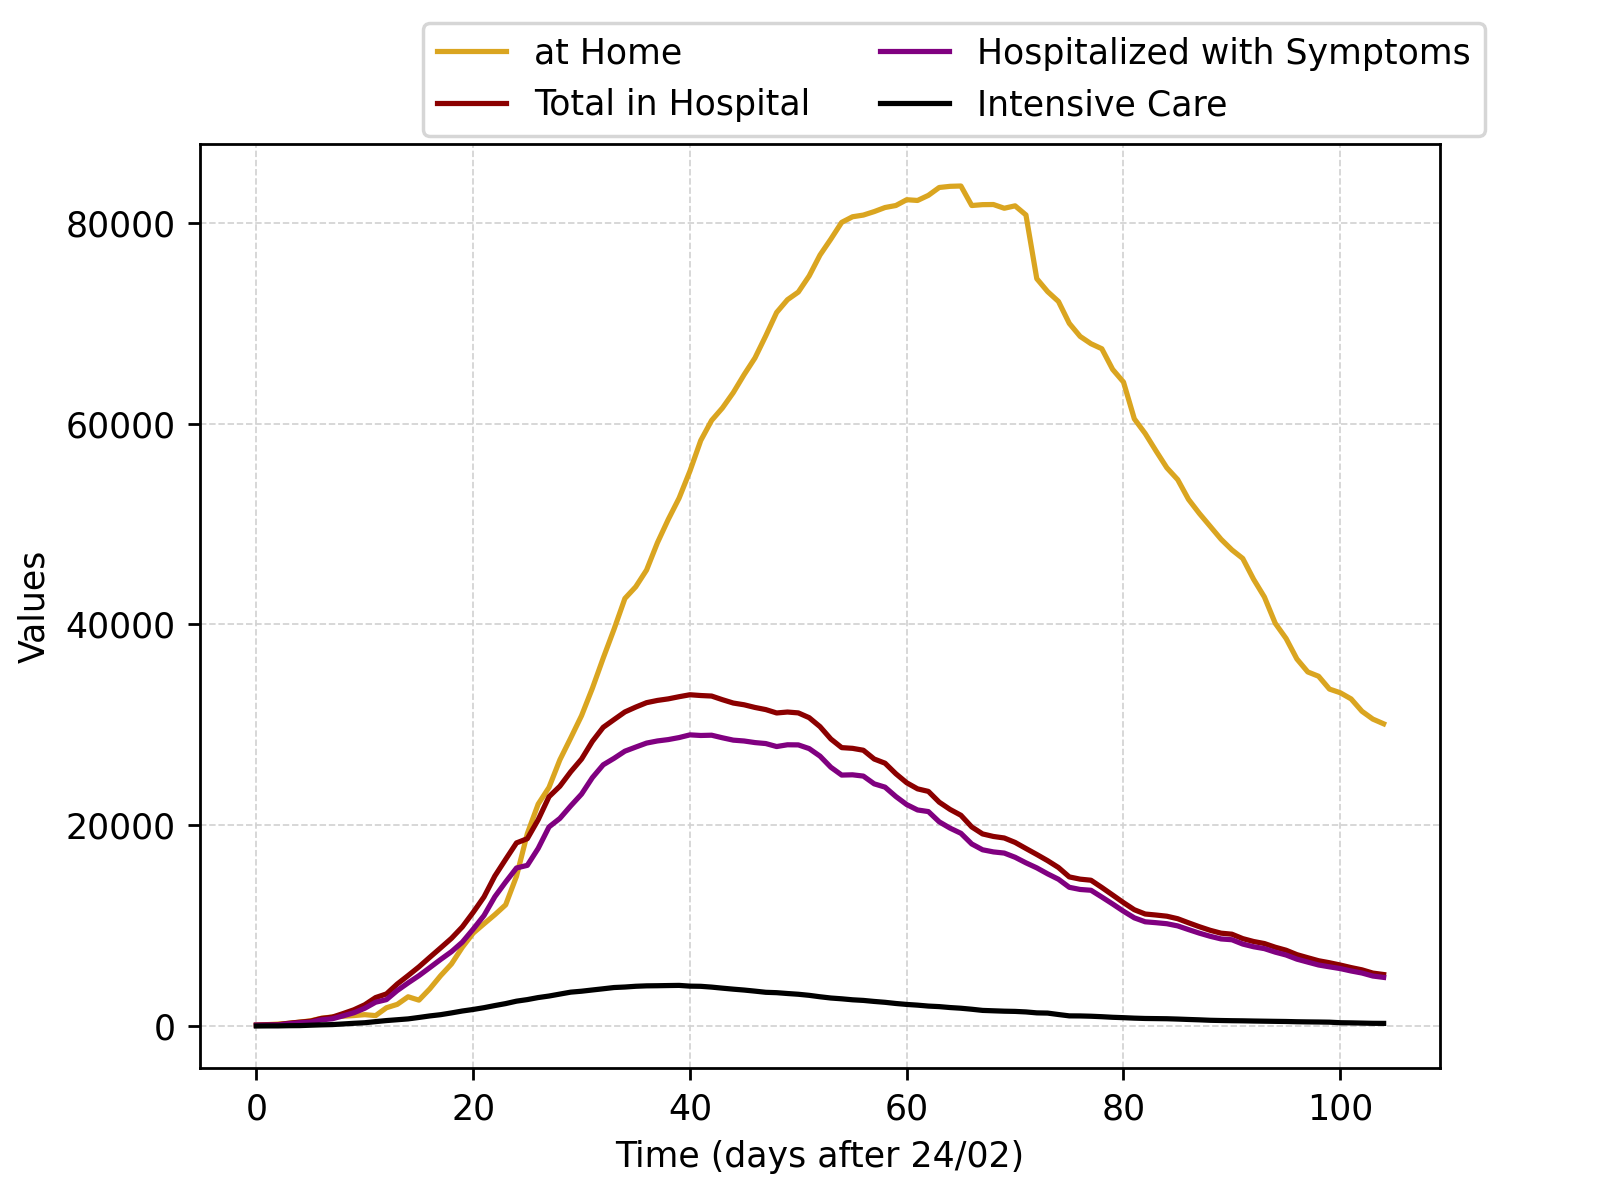 at Home
Hospitalized with Symptoms
Total in Hospital
Intensive Care
80000
60000
40000
20000
0
Values
0 20 40 60 80 100
Time (days after 24/02)